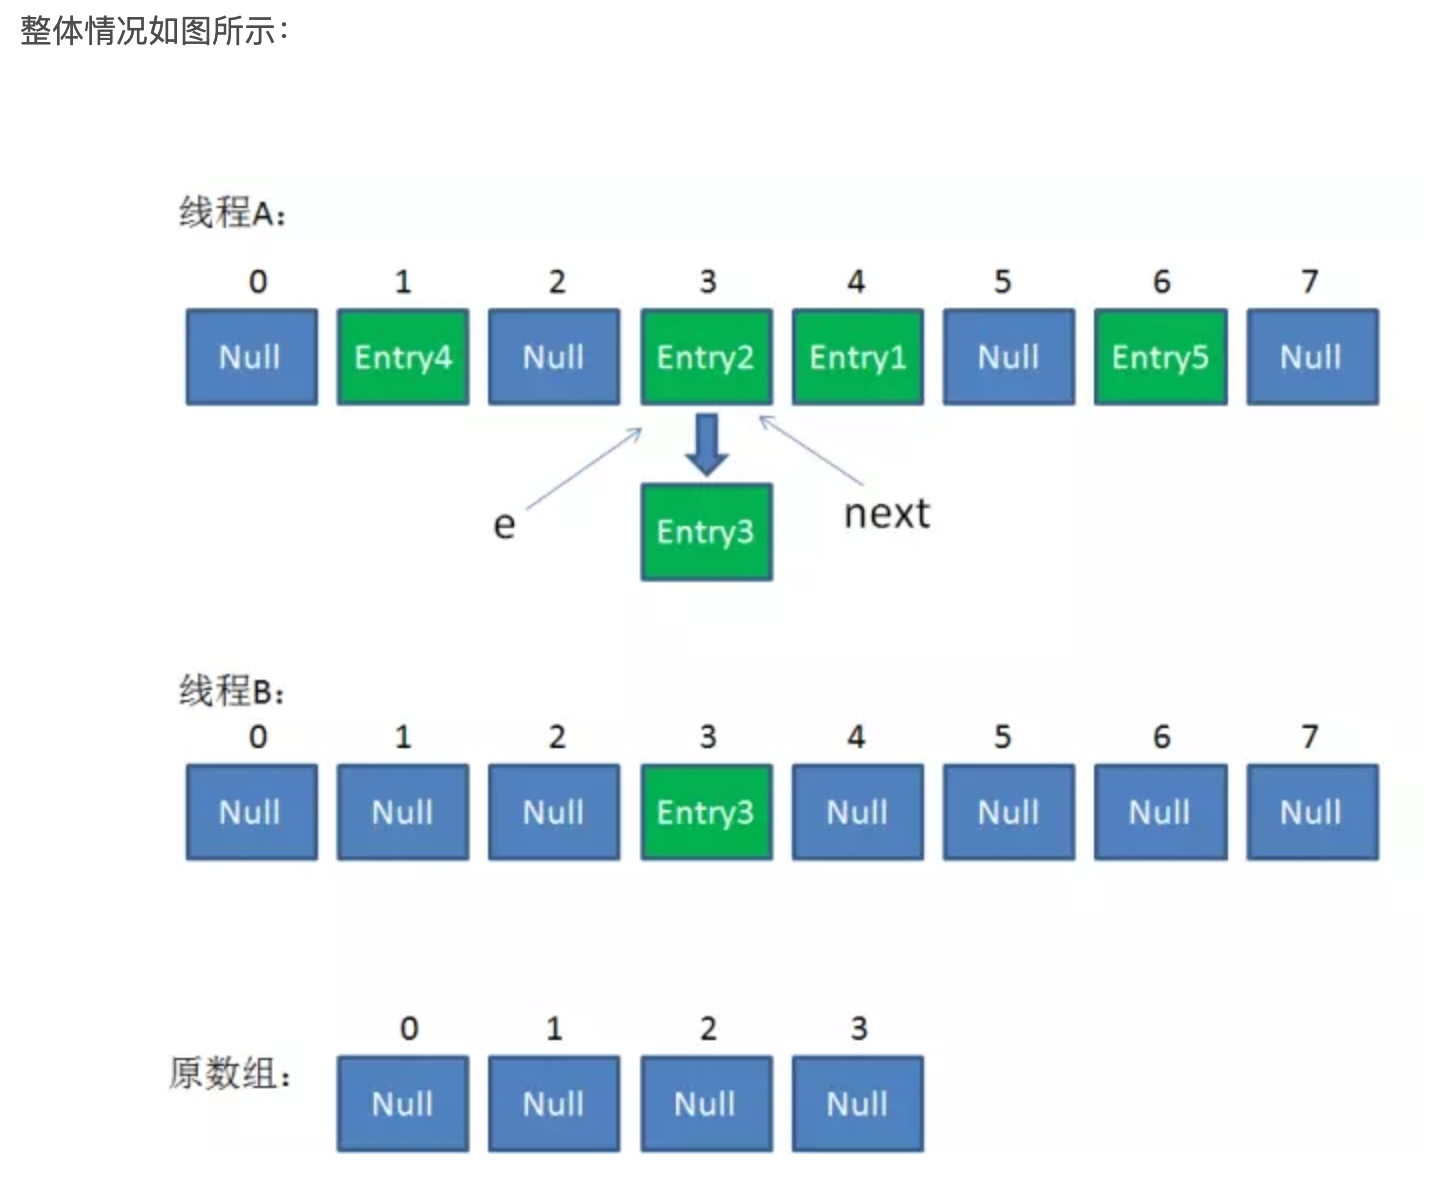 整体情况如图所示：
线程A：
0 1 2 3 4 5 6 7
Null Entry4 Null Entry2 Entry1 Null Entry5 Null
e next
Entry3
线程B：
0 1 2 3 4 5 6 7
Null Null Null Entry3 Null Null Null Null
0 1 2 3
原数组：
Null Null Null Null